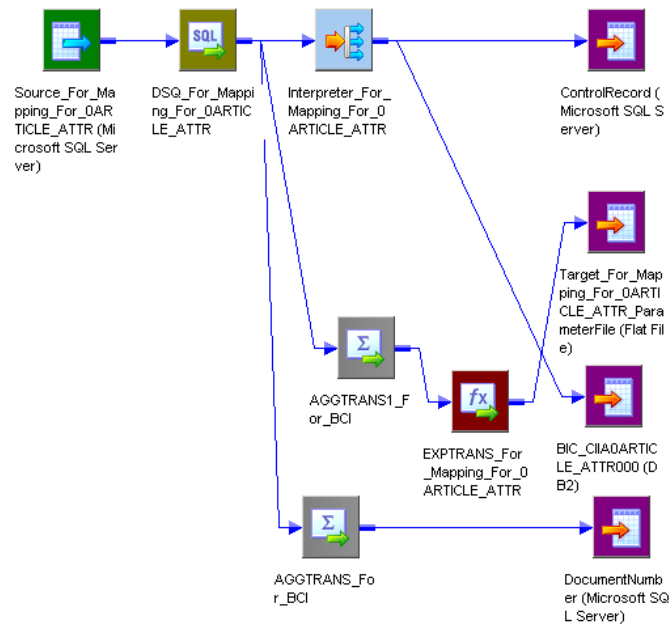 SQL
Source_For_Ma
pping_For_0AR
TICLE_ATTR (Mi
crosoft SQL Ser
ver)
DSQ_For_Mappi
ng_For_0ARTIC
LE_ATTR
Interpreter_For_
Mapping_For_0
ARTICLE_ATTR
ControlRecord (
Microsoft SQL S
erver)
Target_For_Map
ping_For_0ARTI
CLE_ATTR_Para
meterFile (Flat Fil
e)
Σ
AGGTRANS1_F
or_BCI
fx
EXPTRANS_For
_Mapping_For_0
ARTICLE_ATTR
BIC_CIIA0ARTIC
LE_ATTR000 (D
B2)
Σ
AGGTRANS_Fo
r_BCI
DocumentNumb
er (Microsoft SQ
L Server)